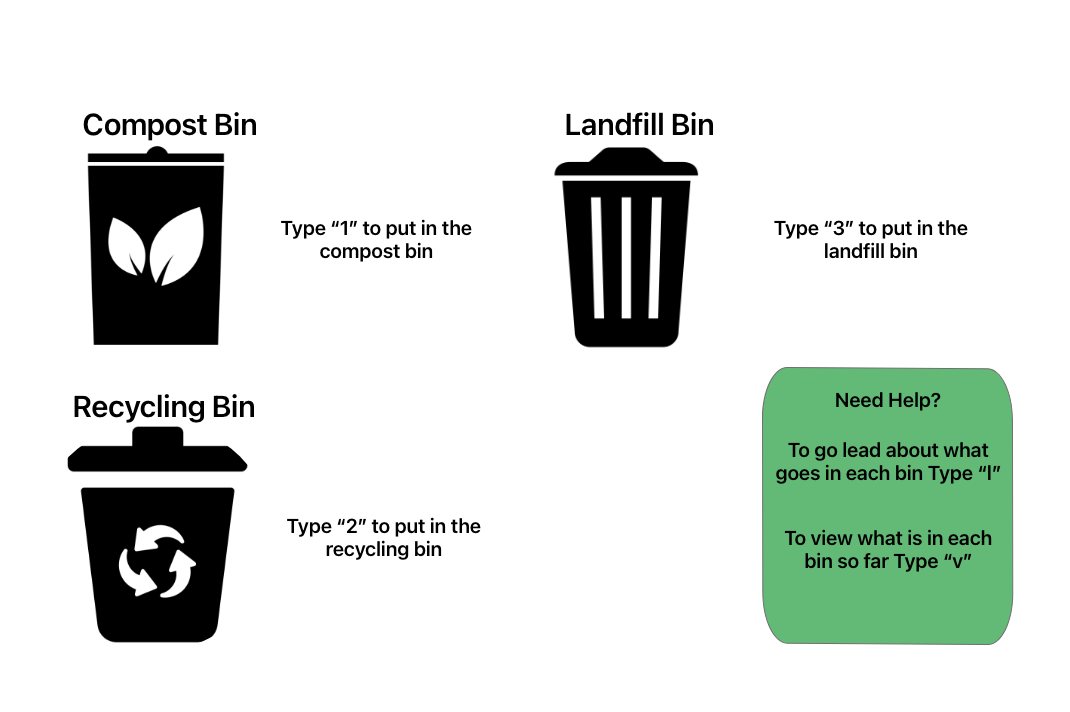 Compost Bin
Type “1” to put in the
compost bin
Landfill Bin
Type “3” to put in the
landfill bin
Recycling Bin
Type “2” to put in the
recycling bin
Need Help?
To go lead about what
goes in each bin Type “l”
To view what is in each
bin so far Type “v”